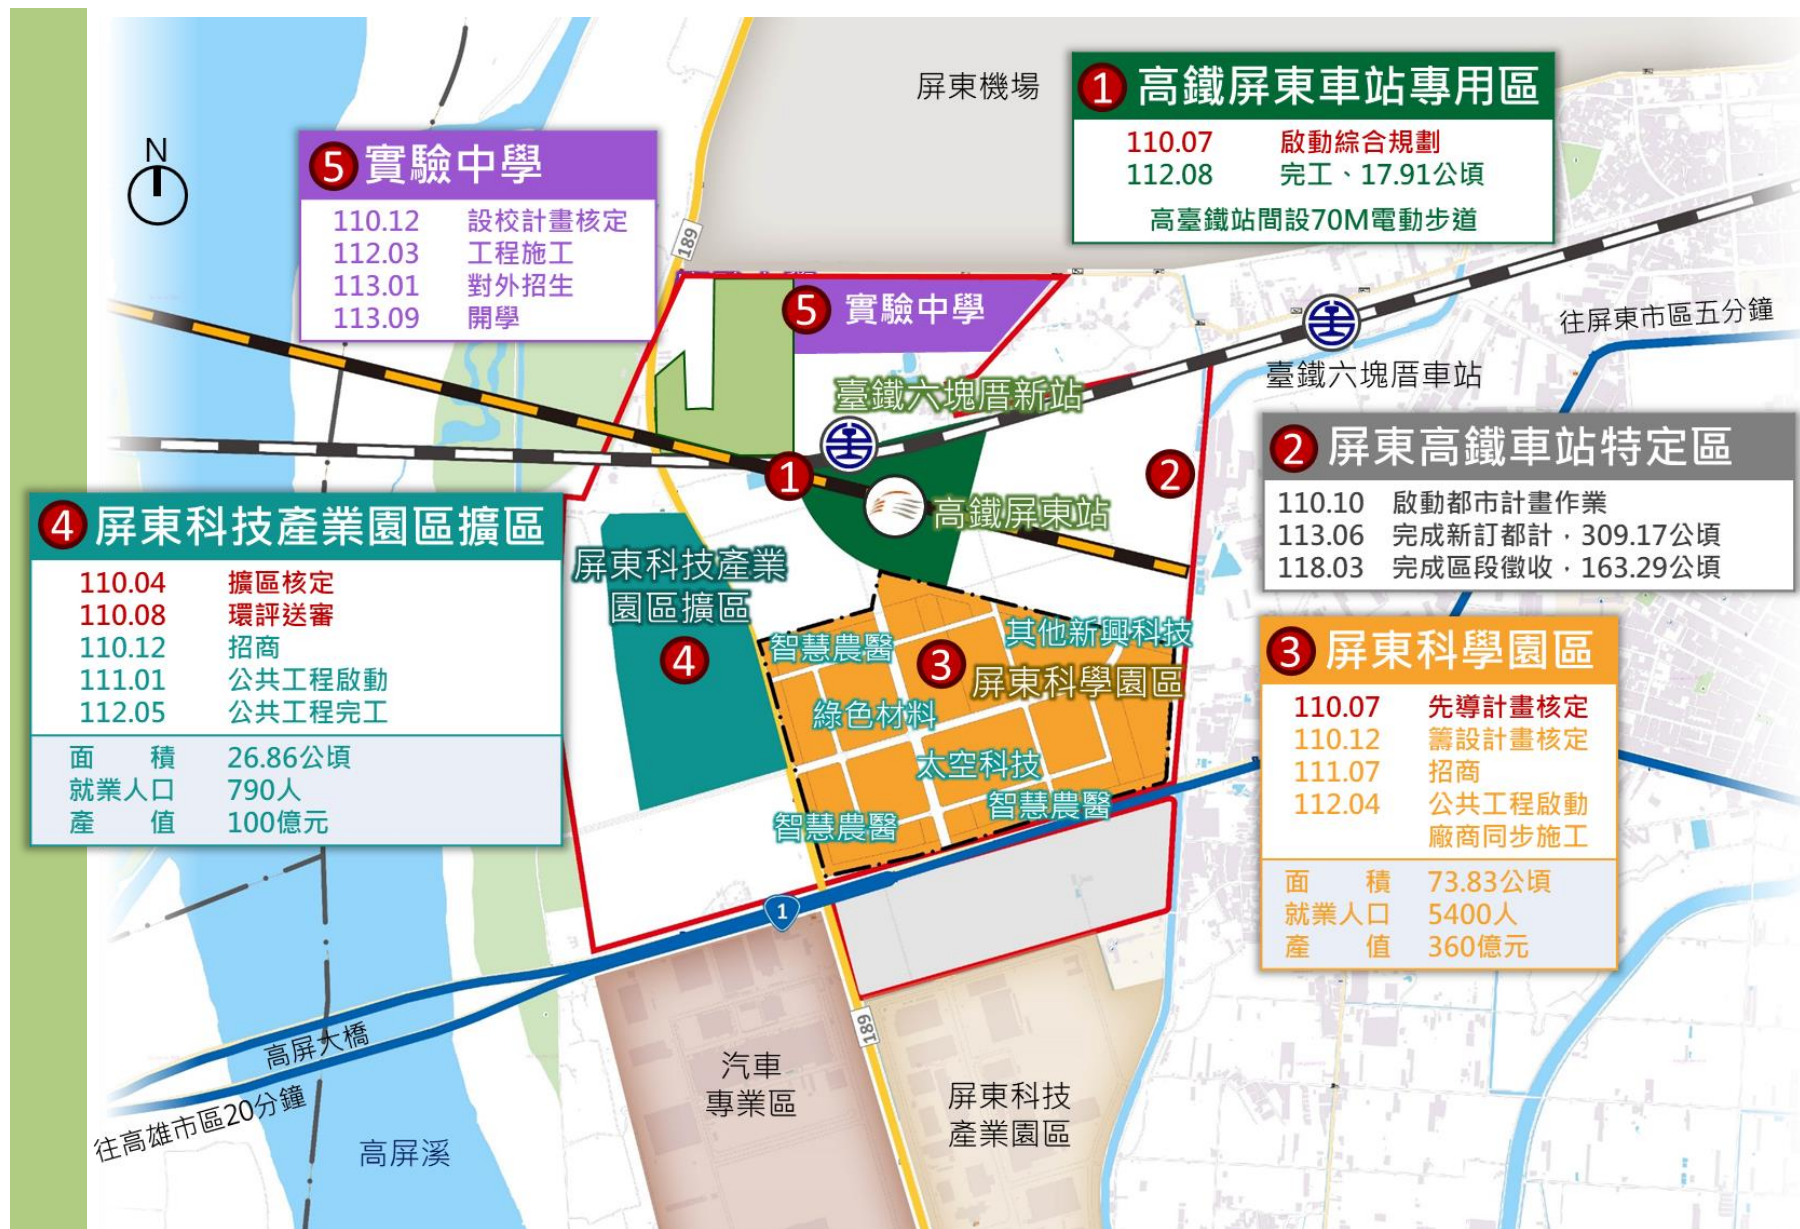 屏東機場
1 高鐵屏東車站專用區
110.07 啟動綜合規劃
112.08 完工、17.91公頃
高臺鐵站間設70M電動步道
N
5 實驗中學
110.12 設校計畫核定
112.03 工程施工
113.01 對外招生
113.09 開學
189
5 實驗中學
往屏東市區五分鐘
臺鐵六塊厝車站
臺鐵六塊厝新站
1
2
高鐵屏東站
2 屏東高鐵車站特定區
110.10 啟動都市計畫作業
113.06 完成新訂都計，309.17公頃
118.03 完成區段徵收，163.29公頃
4 屏東科技產業園區擴區
110.04 擴區核定
110.08 環評送審
110.12 招商
111.01 公共工程啟動
112.05 公共工程完工
面積 26.86公頃
就業人口 790人
產值 100億元
屏東科技產業
園區擴區
4
智慧農醫
其他新興科技
3 屏東科學園區
綠色材料
太空科技
智慧農醫
智慧農醫
3 屏東科學園區
110.07 先導計畫核定
110.12 籌設計畫核定
111.07 招商
112.04 公共工程啟動
廠商同步施工
面積 73.83公頃
就業人口 5400人
產值 360億元
1
189
高屏大橋
往高雄市區20分鐘
高屏溪
汽車
專業區
屏東科技
產業園區